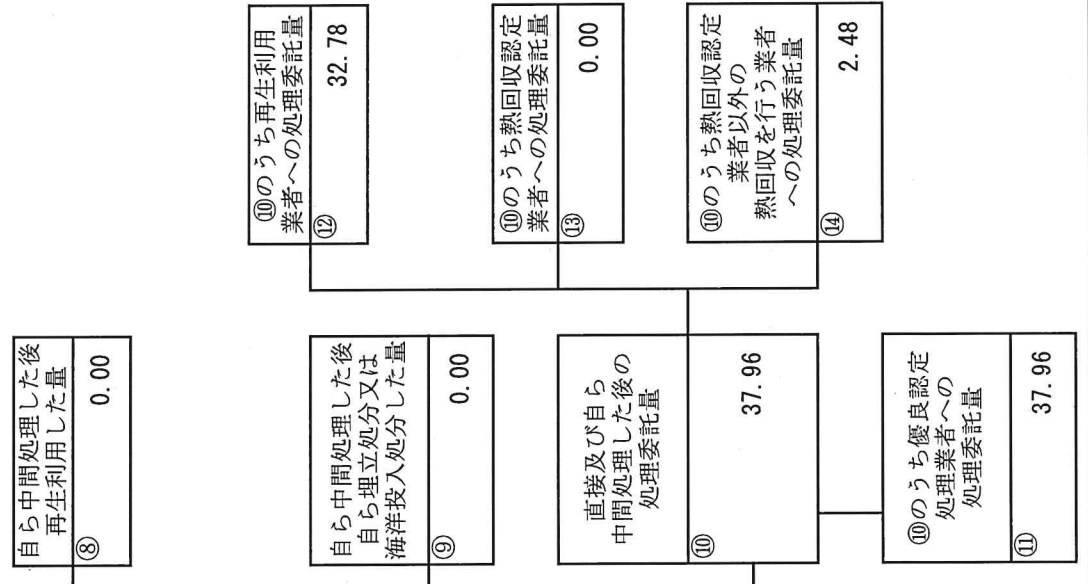 自ら中間処理した後
再生利用した量
⑧
0.00
自ら中間処理した後
自ら埋立処分又は
海洋投入処分した量
⑨
0.00
直接及び自ら
中間処理した後の
処理委託量
⑩
37.96
⑩のうち優良認定
処理業者への
処理委託量
⑪
37.96
⑩のうち再生利用
業者への処理委託量
⑫
32.78
⑩のうち熱回収認定
業者への処理委託量
⑬
0.00
⑩のうち熱回収認定
業者以外の
熱回収を行う業者
への処理委託量
⑭
2.48